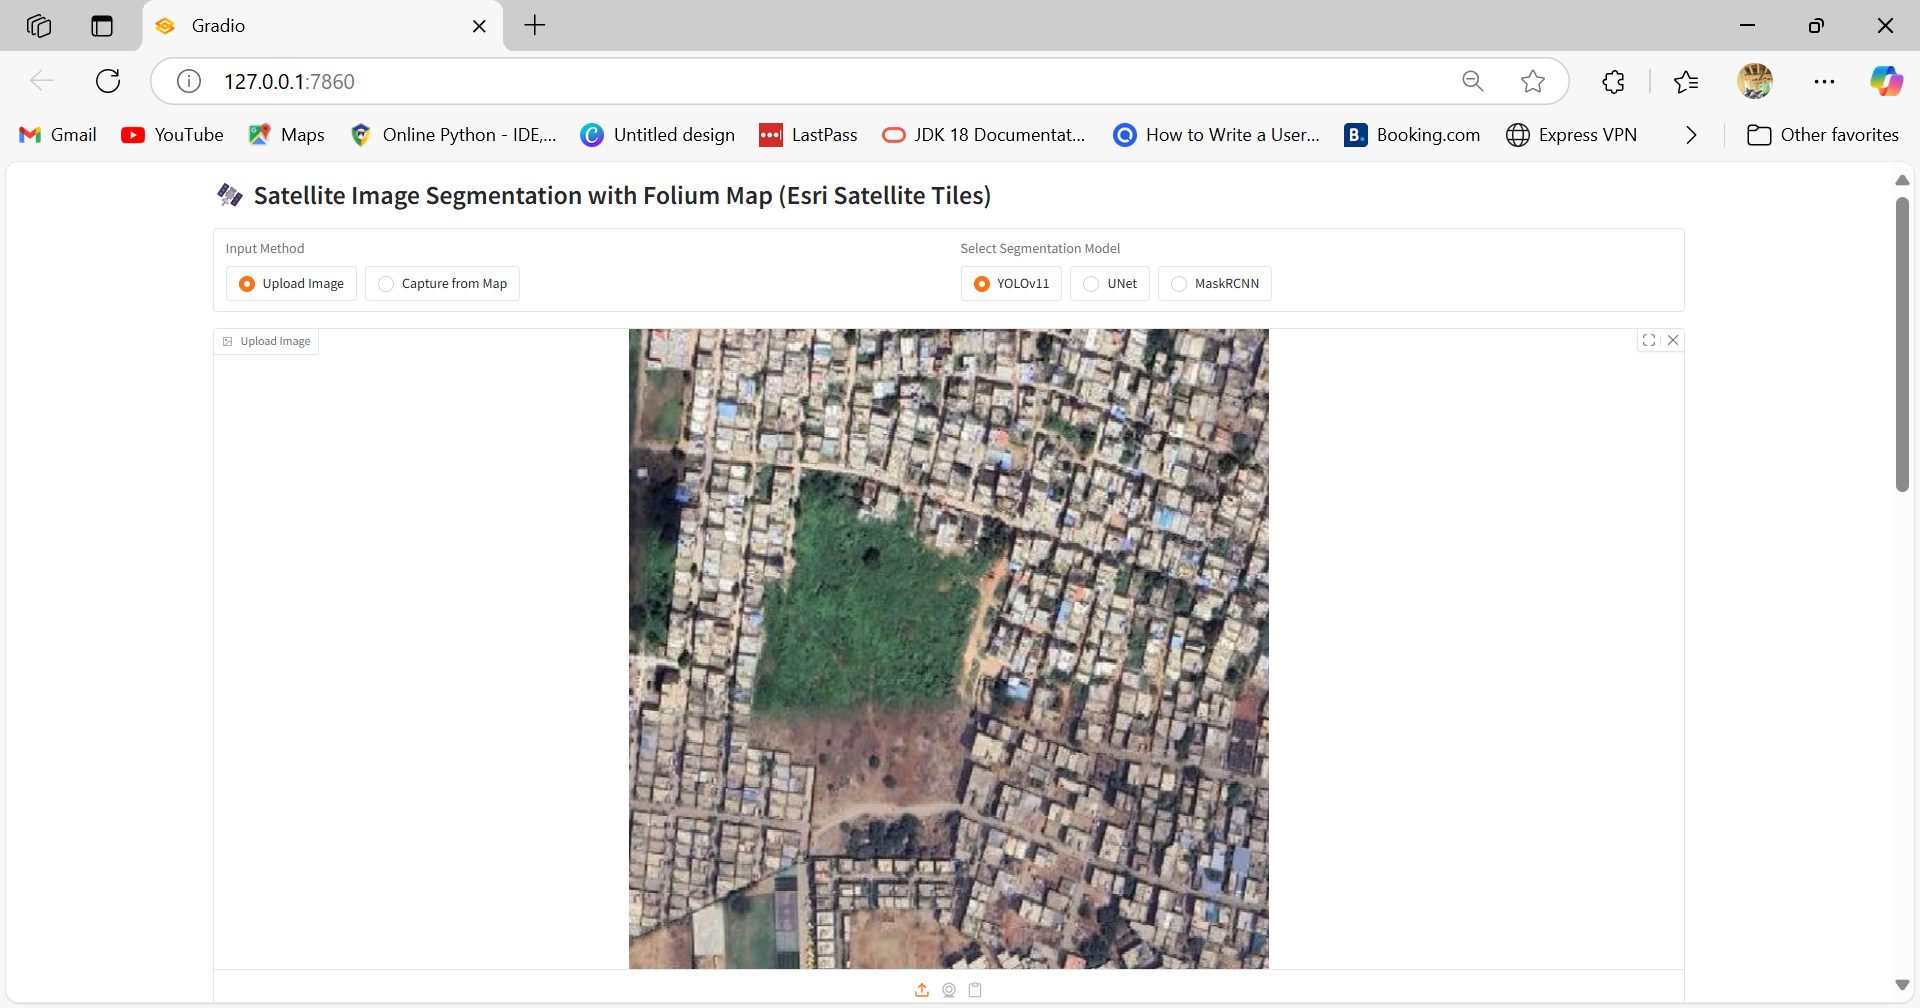 Gradio
127.0.0.1:7860
Gmail YouTube Maps Online Python - IDE,... Untitled design LastPass JDK 18 Documentat... How to Write a User... B. Booking.com Express VPN Other favorites
Satellite Image Segmentation with Folium Map (Esri Satellite Tiles)
Input Method Select Segmentation Model
Upload Image Capture from Map YOLOv11 UNet MaskRCNN
Upload Image